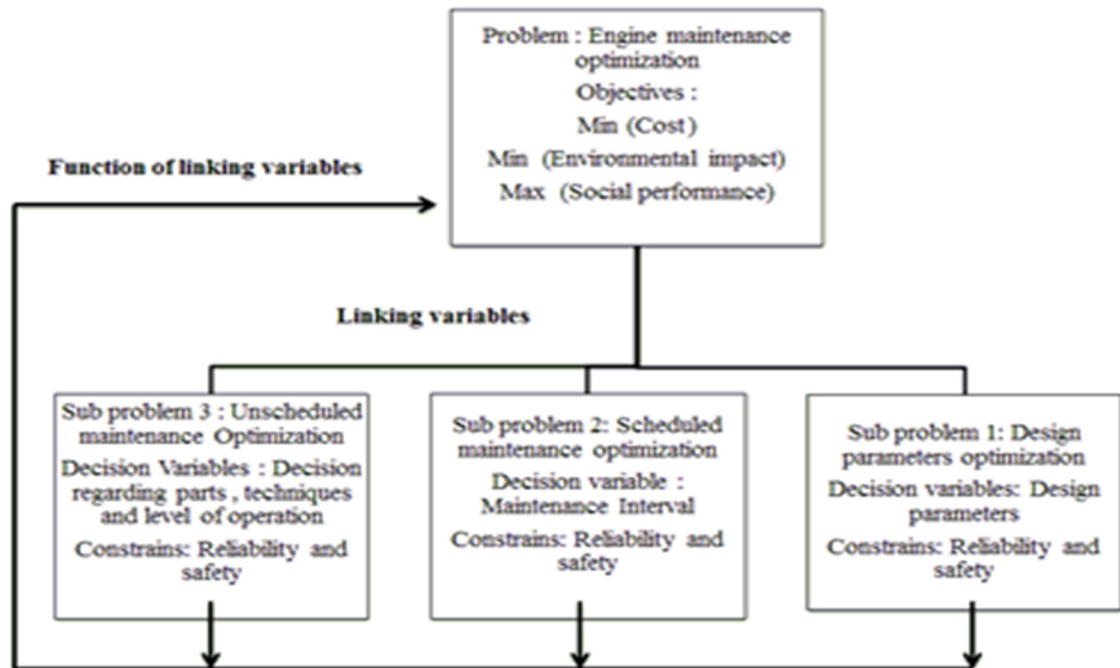 Problem : Engine maintenance
optimization
Objectives :
Min (Cost)
Min (Environmental impact)
Max (Social performance)
Function of linking variables
Linking variables
Sub problem 3 : Unscheduled
maintenance Optimization
Decision Variables : Decision
regarding parts , techniques
and level of operation
Constrains: Reliability and
safety
Sub problem 2: Scheduled
maintenance optimization
Decision variable :
Maintenance Interval
Constrains: Reliability and
safety
Sub problem 1: Design
parameters optimization
Decision variables: Design
parameters
Constrains: Reliability and
safety